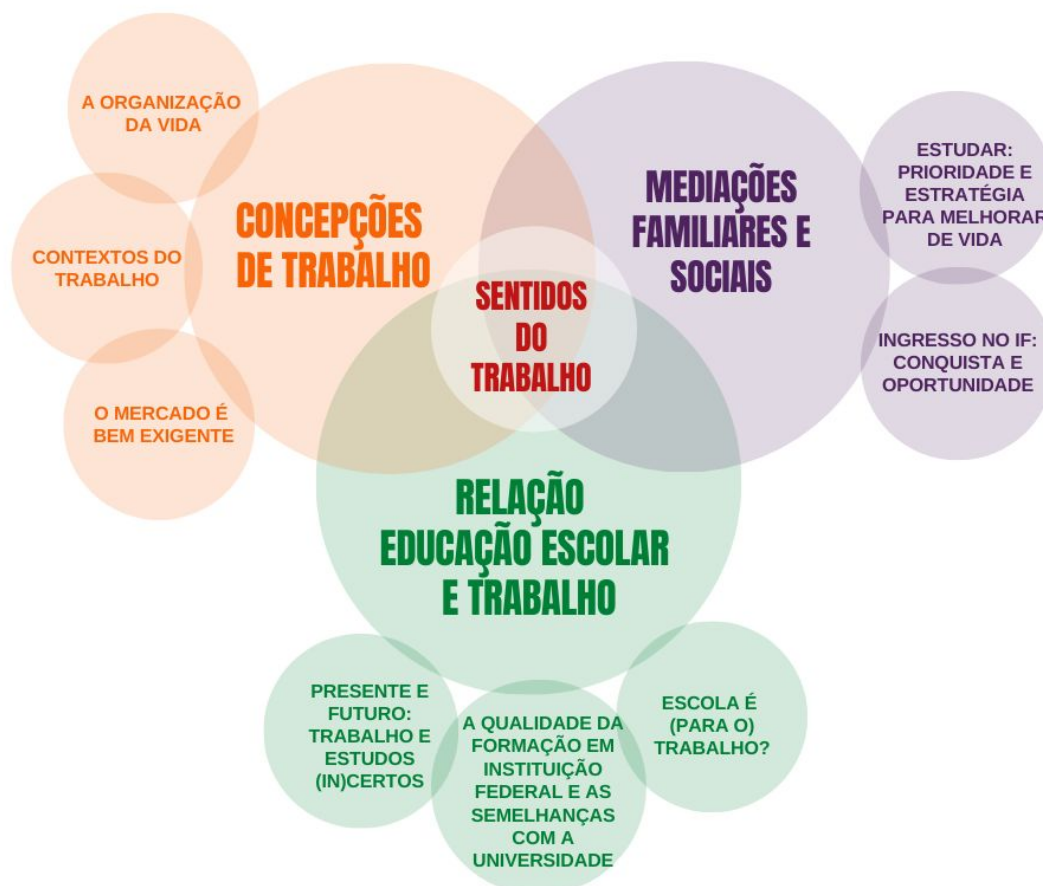 A ORGANIZAÇÃO
DA VIDA
CONTEXTOS DO
TRABALHO
O MERCADO É
BEM EXIGENTE
CONCEPÇÕES
DE TRABALHO
SENTIDOS
DO
TRABALHO
MEDIAÇÕES
FAMILIARES E
SOCIAIS
ESTUDAR:
PRIORIDADE E
ESTRATÉGIA
PARA MELHORAR
DE VIDA
INGRESSO NO IF:
CONQUISTA E
OPORTUNIDADE
RELAÇÃO
EDUCAÇÃO ESCOLAR
E TRABALHO
PRESENTE E
FUTURO:
TRABALHO E
ESTUDOS
(IN)CERTOS
A QUALIDADE DA
FORMAÇÃO EM
INSTITUIÇÃO
FEDERAL E AS
SEMELHANÇAS
COM A
UNIVERSIDADE
ESCOLA É
(PARA O)
TRABALHO?